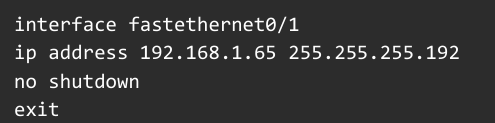 interface fastethernet0/1
ip address 192.168.1.65 255.255.255.192
no shutdown
exit